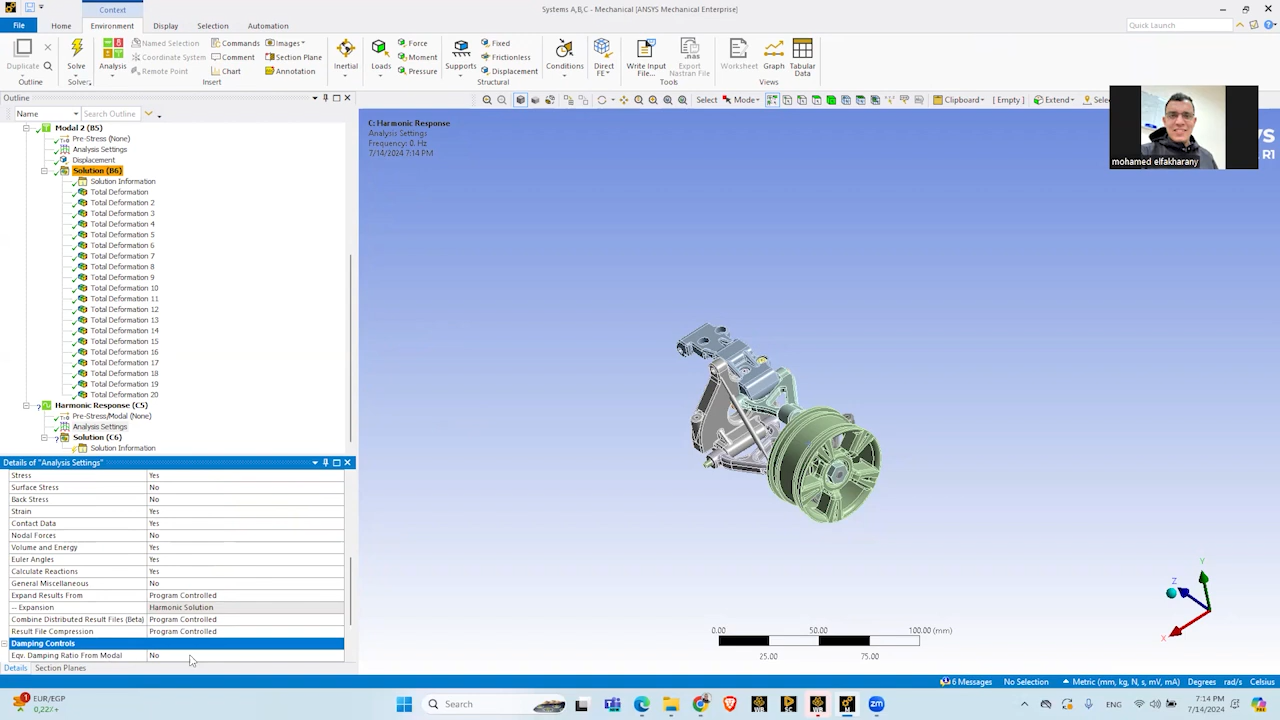 Systems A,B,C - Mechanical [ANSYS Mechanical Enterprise]
Context
File Home Environment Display Selection Automation
Quick Launch
Duplicate
Outline
Solve
Solver
Analysis
Named Selection
Coordinate System
Remote Point
Commands
Comment
Chart
Images
Section Plane
Annotation
Insert
Inertial
Loads
Force
Pressure
Supports
Fixed
Frictionless
Displacement
Structural
Conditions
Direct FE
Write Input File...
Export Nastran File
Tools
Worksheet
Graph
Tabular Data
Views
Outline
Name
Search Outline
Select
Mode
Clipboard
[ Empty ]
Extend
Modal 2 (B5)
Pre-Stress (None)
Analysis Settings
Displacement
Solution (B6)
Solution Information
Total Deformation
Total Deformation 2
Total Deformation 3
Total Deformation 4
Total Deformation 5
Total Deformation 6
Total Deformation 7
Total Deformation 8
Total Deformation 9
Total Deformation 10
Total Deformation 11
Total Deformation 12
Total Deformation 13
Total Deformation 14
Total Deformation 15
Total Deformation 16
Total Deformation 17
Total Deformation 18
Total Deformation 19
Total Deformation 20
Harmonic Response (C5)
Pre-Stress/Modal (None)
Analysis Settings
Solution (C6)
Solution Information
Details of "Analysis Settings"
Stress Yes
Surface Stress No
Back Stress No
Strain Yes
Contact Data Yes
Nodal Forces No
Volume and Energy Yes
Euler Angles Yes
Calculate Reactions Yes
General Miscellaneous No
Expand Results From Program Controlled
-- Expansion Harmonic Solution
Combine Distributed Result Files (Beta) Program Controlled
Result File Compression Program Controlled
Damping Controls
Eqv. Damping Ratio From Modal No
Details Section Planes
C: Harmonic Response
Analysis Settings
Frequency: 0. Hz
7/14/2024 7:14 PM
mohamed elfakharany
R1
0.00 50.00 100.00 (mm)
25.00 75.00
Y
Z
X
6 Messages No Selection Metric (mm, kg, N, s, mV, mA) Degrees rad/s Celsius
EUR/EGP
0,22%
Search
ENG
7:14 PM
7/14/2024